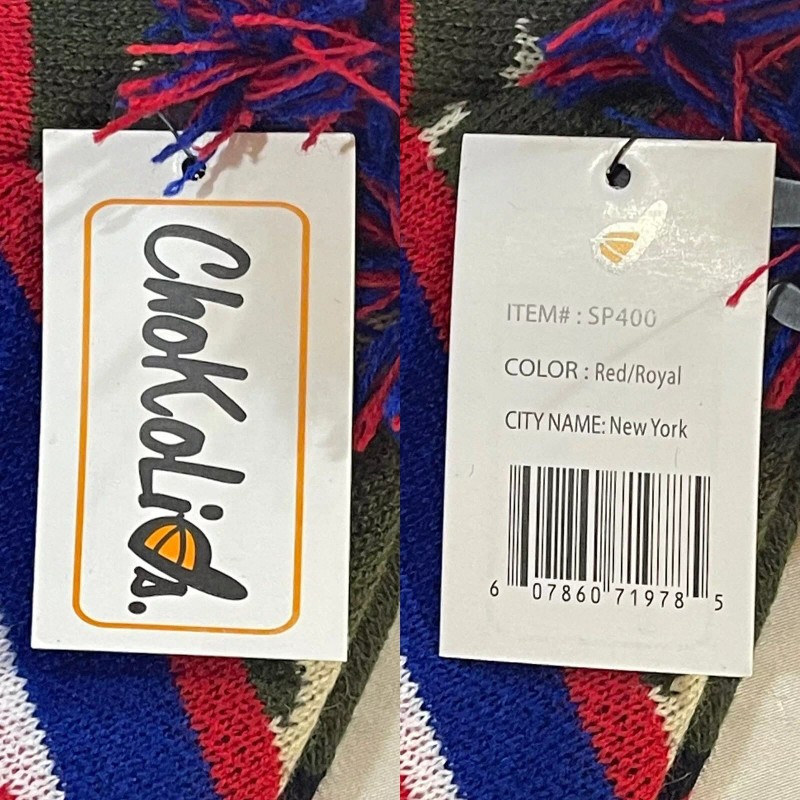 ChoKoLids.
ITEM# : SP400
COLOR : Red/Royal
CITY NAME: New York
6 07860 71978 5